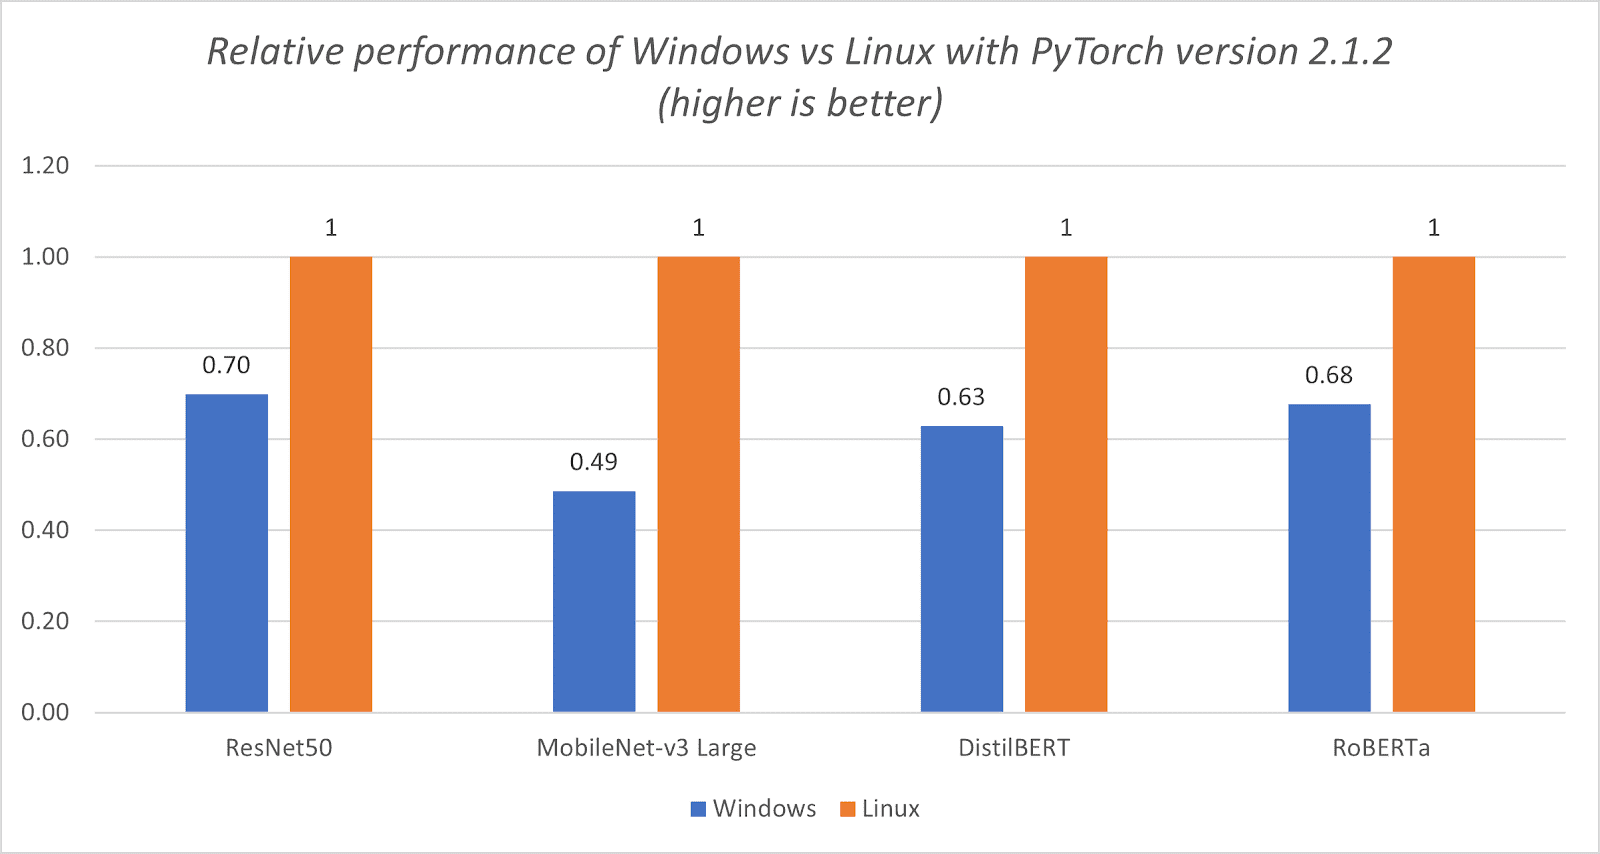 Relative performance of Windows vs Linux with PyTorch version 2.1.2
(higher is better)
1.20
1.00
0.80
0.60
0.40
0.20
0.00
0.70
1
0.49
1
0.63
1
0.68
1
ResNet50
MobileNet-v3 Large
DistilBERT
RoBERTa
Windows
Linux